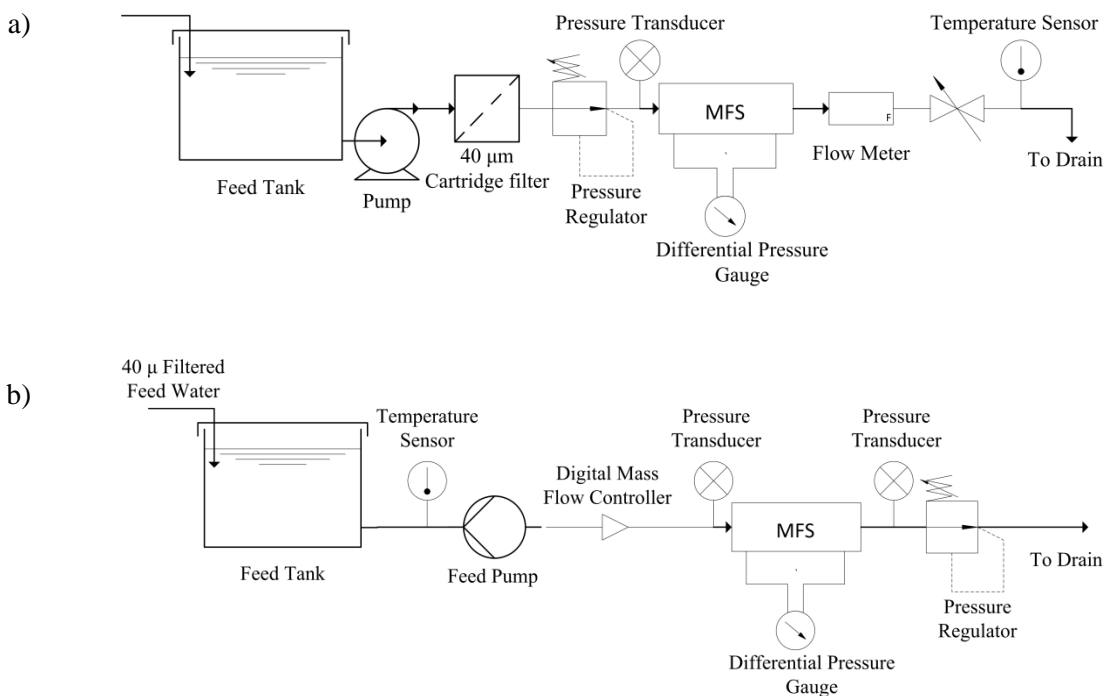 a)
Pressure Transducer
Temperature Sensor
MFS
F
Flow Meter
To Drain
40 μm
Cartridge filter
Feed Tank
Pump
Pressure
Regulator
Differential Pressure
Gauge
b)
40 μ Filtered
Feed Water
Temperature
Sensor
Digital Mass
Flow Controller
Pressure
Transducer
Pressure
Transducer
MFS
Feed Tank
Feed Pump
To Drain
Pressure
Regulator
Differential Pressure
Gauge